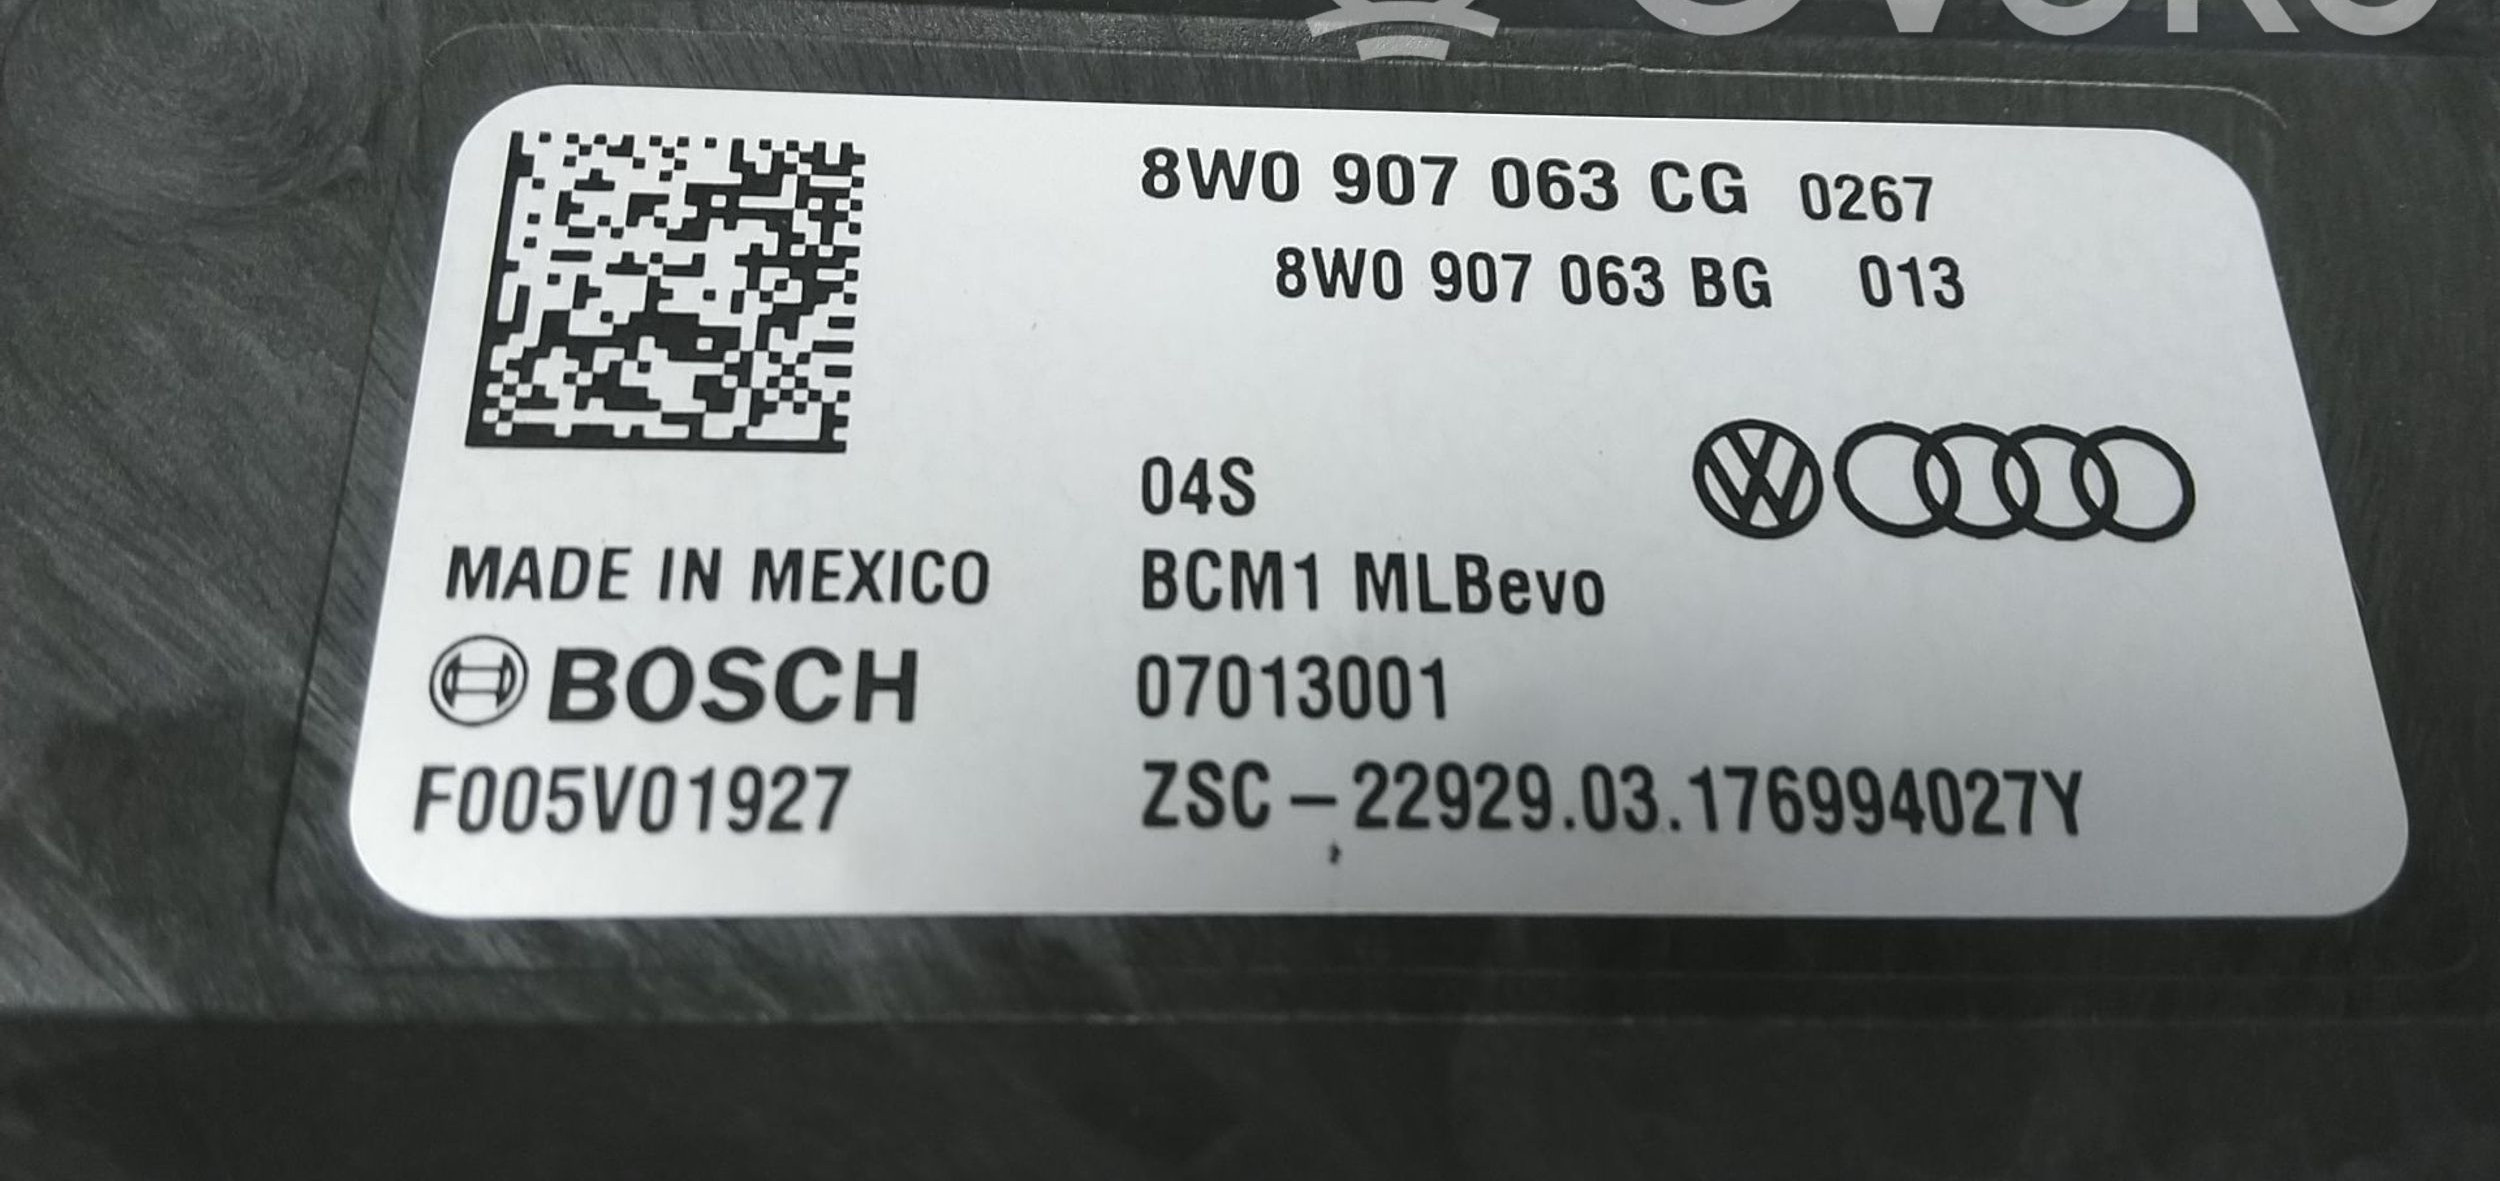 8W0 907 063 CG 0267
8W0 907 063 BG 013
04S
MADE IN MEXICO
BCM1 MLBevo
BOSCH
07013001
F005V01927
ZSC-22929.03.176994027Y